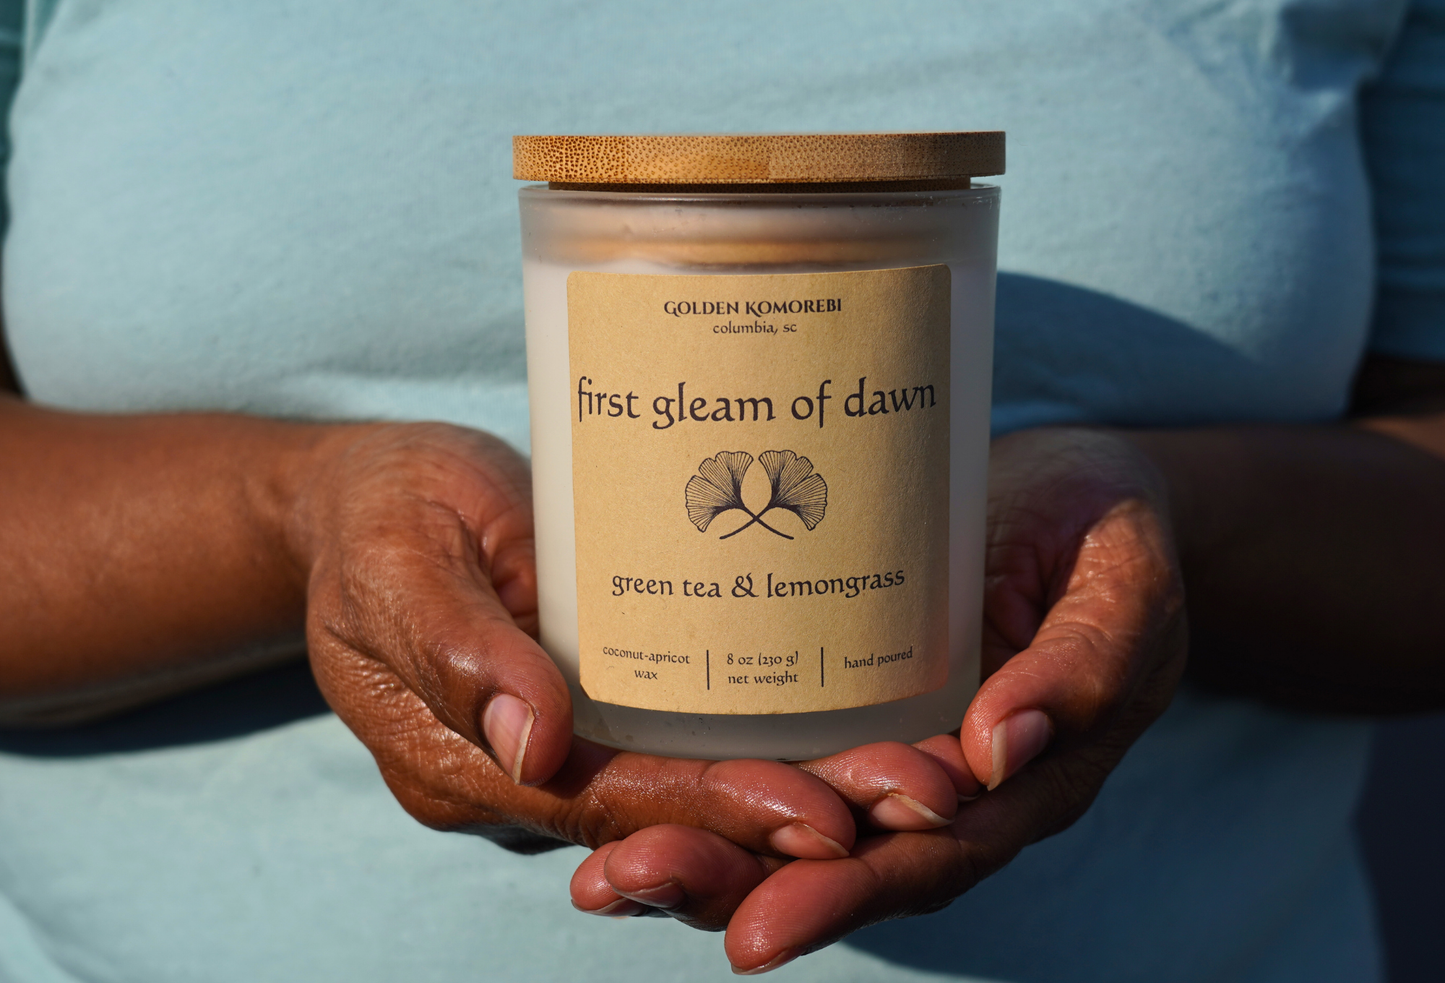 GOLDEN KOMOREBI
columbia, sc
first gleam of dawn
green tea & lemongrass
coconut-apricot
wax
8 oz (230 g)
net weight
hand poured